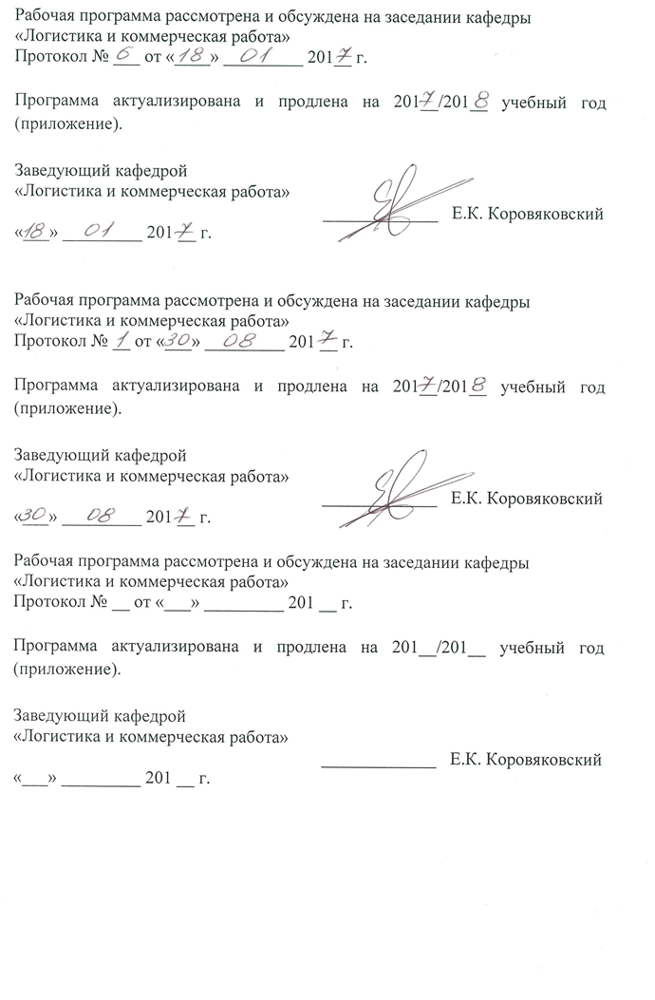 Рабочая программа рассмотрена и обсуждена на заседании кафедры
«Логистика и коммерческая работа»
Протокол № 6 от «18» 01 2017 г.
Программа актуализирована и продлена на 2017/2018 учебный год
(приложение).
Заведующий кафедрой
«Логистика и коммерческая работа»
Е.К. Коровяковский
«18» 01 2017 г.
Рабочая программа рассмотрена и обсуждена на заседании кафедры
«Логистика и коммерческая работа»
Протокол № 1 от «30» 08 2017 г.
Программа актуализирована и продлена на 2017/2018 учебный год
(приложение).
Заведующий кафедрой
«Логистика и коммерческая работа»
Е.К. Коровяковский
«30» 08 2017 г.
Рабочая программа рассмотрена и обсуждена на заседании кафедры
«Логистика и коммерческая работа»
Протокол № __ от «___» _________ 201 __ г.
Программа актуализирована и продлена на 201__/201__ учебный год
(приложение).
Заведующий кафедрой
«Логистика и коммерческая работа»
_____________ Е.К. Коровяковский
«___» _________ 201 __ г.